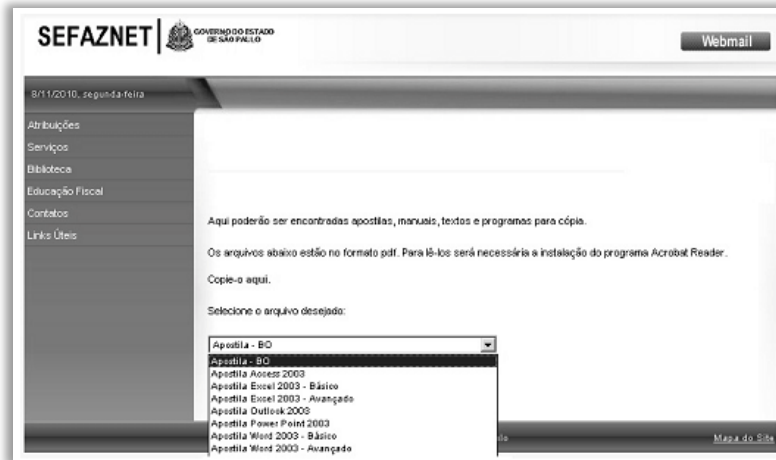 SEFAZNET
GOVERNO DO ESTADO
DE SÃO PAULO
Webmail
8/11/2010, segunda-feira
Atribuições
Serviços
Biblioteca
Educação Fiscal
Contatos
Links Úteis
Aqui poderão ser encontradas apostilas, manuais, textos e programas para cópia.
Os arquivos abaixo estão no formato pdf. Para lê-los será necessária a instalação do programa Acrobat Reader.
Copie-o aqui.
Selecione o arquivo desejado:
Apostila - BO
Apostila - BO
Apostila Access 2003
Apostila Excel 2003 - Básico
Apostila Excel 2003 - Avançado
Apostila Outlook 2003
Apostila Power Point 2003
Apostila Word 2003 - Básico
Apostila Word 2003 - Avançado
Mapa do Site